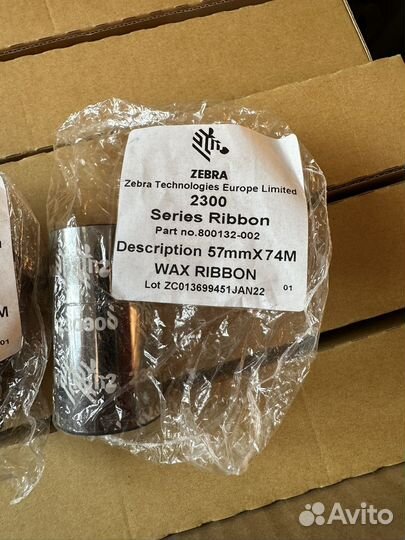 ZEBRA
Zebra Technologies Europe Limited
2300
Series Ribbon
Part no.800132-002
Description 57mmX74M
WAX RIBBON
Lot ZC013699451JAN22 01
M
01
Avito